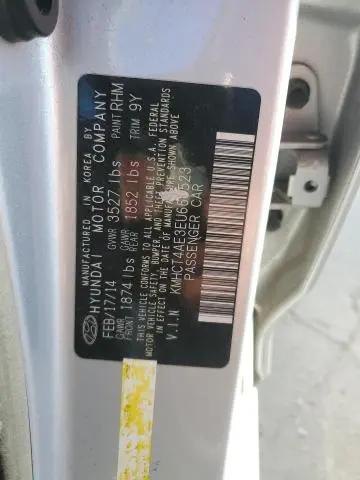 MANUFACTURED IN KOREA BY
HYUNDAI MOTOR COMPANY
FEB/17/14 GVWR 3527 lbs PAINT RHM
GAWR FRONT 1874 lbs GAWR REAR 1852 lbs TRIM 9Y
THIS VEHICLE CONFORMS TO ALL APPLICABLE U.S.A. FEDERAL
MOTOR VEHICLE SAFETY, BUMPER, AND THEFT PREVENTION STANDARDS
IN EFFECT ON THE DATE OF MANUFACTURE SHOWN ABOVE
V.I.N
PASSENGER CAR